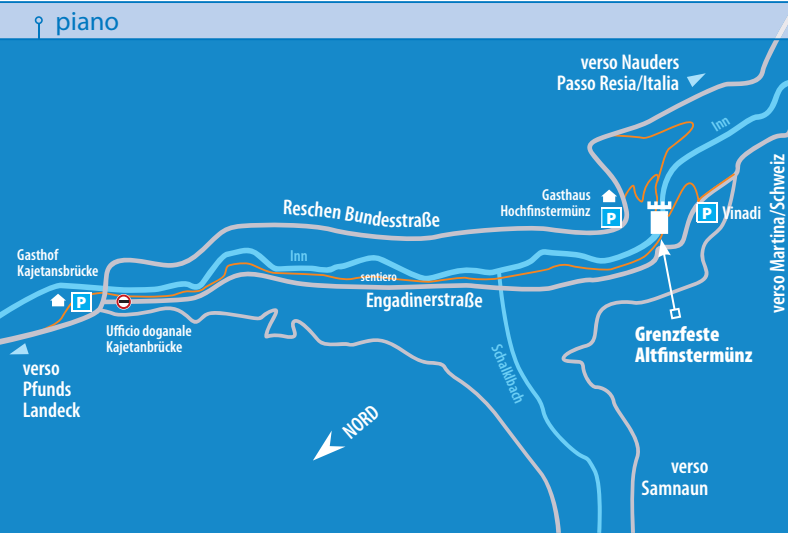 piano
verso Nauders
Passo Resia/Italia
Inn
verso Martina/Schweiz
Gasthaus
Hochfinstermünz
P
P
Vinadi
Reschen Bundesstraße
Gasthof
Kajetansbrücke
Inn
sentiero
P
Engadinerstraße
Ufficio doganale
Kajetanbrücke
Grenzfeste
Altfinstermünz
verso
Pfunds
Landeck
Schalklbach
NORD
verso
Samnaun